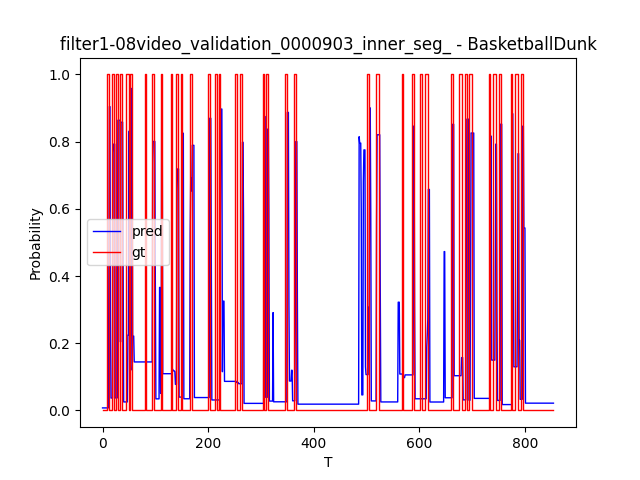 filter1-08video_validation_0000903_inner_seg_ - BasketballDunk
1.0
0.8
0.6
0.4
0.2
0.0
Probability
pred
gt
0
200
400
600
800
T